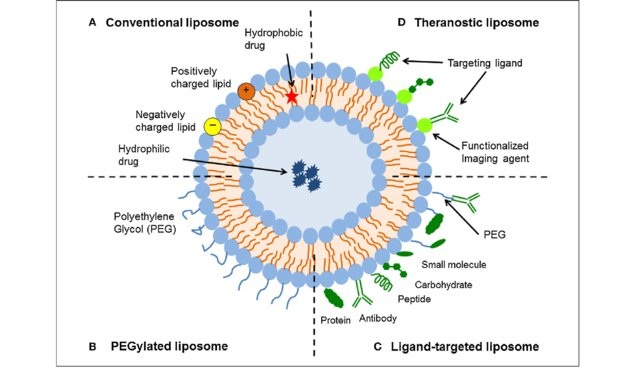 A Conventional liposome
D Theranostic liposome
Hydrophobic
drug
Positively
charged lipid
+
Targeting ligand
Negatively
charged lipid
−
Hydrophilic
drug
Functionalized
Imaging agent
Polyethylene
Glycol (PEG)
PEG
Small molecule
Carbohydrate
Peptide
Protein
Antibody
B PEGylated liposome
C Ligand-targeted liposome